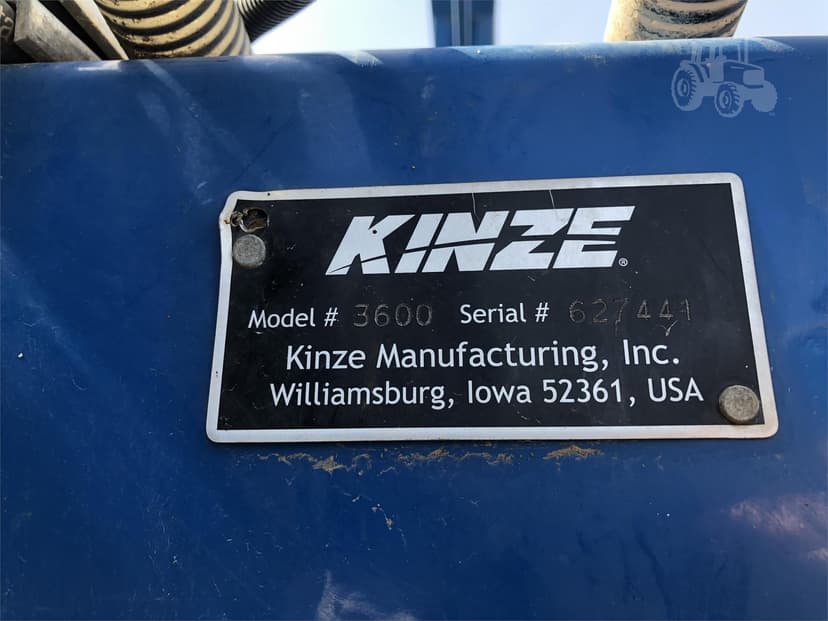 KINZE®
Model # 3600 Serial # 627441
Kinze Manufacturing, Inc.
Williamsburg, Iowa 52361, USA